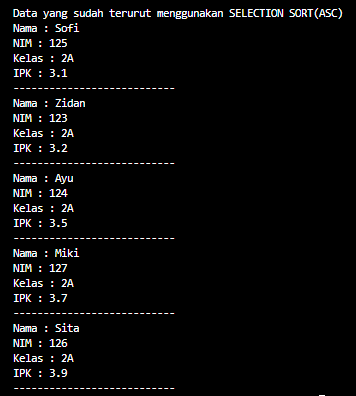 Data yang sudah terurut menggunakan SELECTION SORT(ASC)
Nama : Sofi
NIM : 125
Kelas : 2A
IPK : 3.1
---------------------------
Nama : Zidan
NIM : 123
Kelas : 2A
IPK : 3.2
---------------------------
Nama : Ayu
NIM : 124
Kelas : 2A
IPK : 3.5
---------------------------
Nama : Miki
NIM : 127
Kelas : 2A
IPK : 3.7
---------------------------
Nama : Sita
NIM : 126
Kelas : 2A
IPK : 3.9
---------------------------